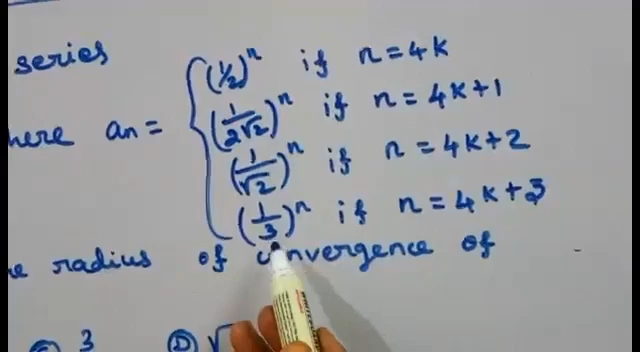 series
here an = { (1/2)^n if n = 4k
(1/2√2)^n if n = 4k+1
(1/√2)^n if n = 4k+2
(1/3)^n if n = 4k+3
radius of convergence of
3 (D) √